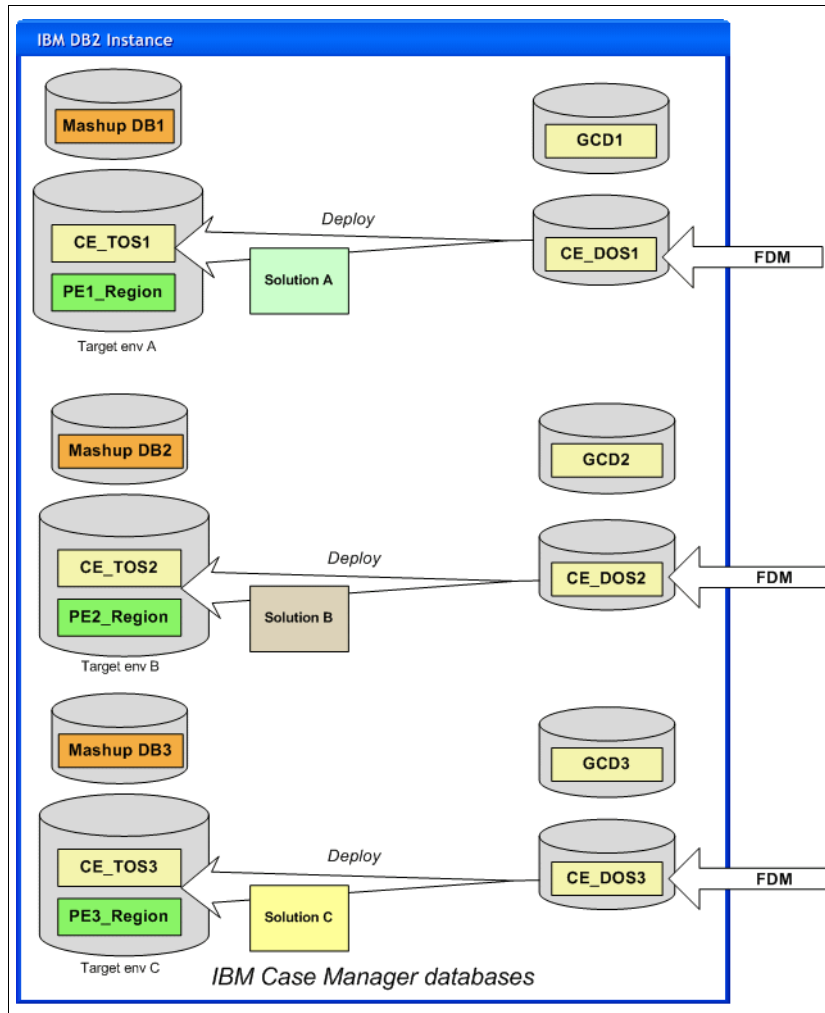 IBM DB2 Instance
Mashup DB1
GCD1
CE_TOS1
Deploy
CE_DOS1
FDM
Solution A
PE1_Region
Target env A
Mashup DB2
GCD2
CE_TOS2
Deploy
CE_DOS2
FDM
Solution B
PE2_Region
Target env B
Mashup DB3
GCD3
CE_TOS3
Deploy
CE_DOS3
FDM
Solution C
PE3_Region
Target env C
IBM Case Manager databases